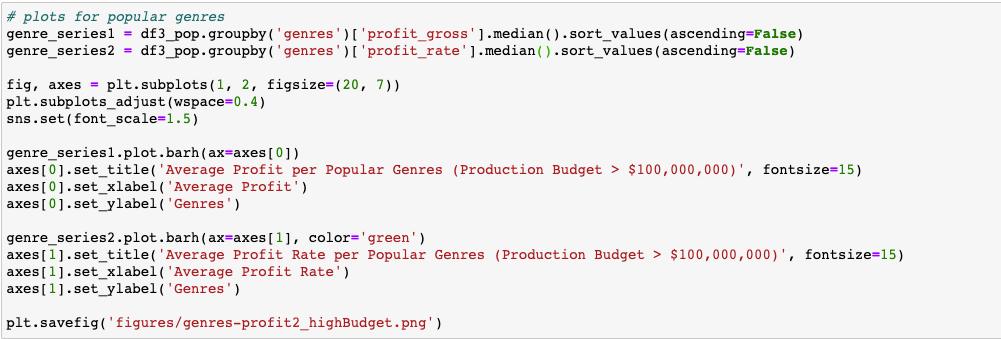 # plots for popular genres
genre_series1 = df3_pop.groupby('genres')['profit_gross'].median().sort_values(ascending=False)
genre_series2 = df3_pop.groupby('genres')['profit_rate'].median().sort_values(ascending=False)

fig, axes = plt.subplots(1, 2, figsize=(20, 7))
plt.subplots_adjust(wspace=0.4)
sns.set(font_scale=1.5)

genre_series1.plot.barh(ax=axes[0])
axes[0].set_title('Average Profit per Popular Genres (Production Budget > $100,000,000)', fontsize=15)
axes[0].set_xlabel('Average Profit')
axes[0].set_ylabel('Genres')

genre_series2.plot.barh(ax=axes[1], color='green')
axes[1].set_title('Average Profit Rate per Popular Genres (Production Budget > $100,000,000)', fontsize=15)
axes[1].set_xlabel('Average Profit Rate')
axes[1].set_ylabel('Genres')

plt.savefig('figures/genres-profit2_highBudget.png')